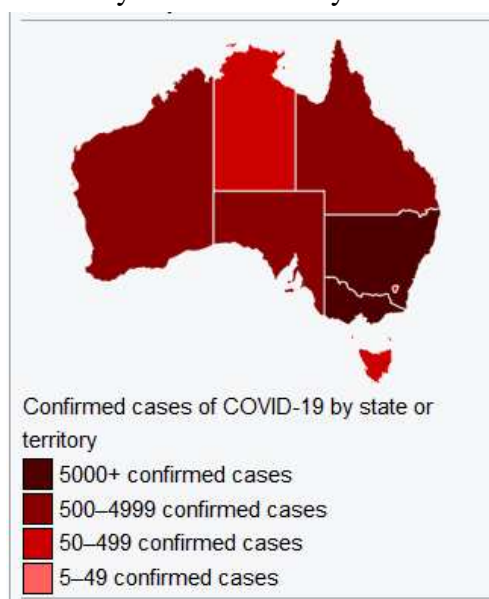 Confirmed cases of COVID-19 by state or
territory
5000+ confirmed cases
500–4999 confirmed cases
50–499 confirmed cases
5–49 confirmed cases